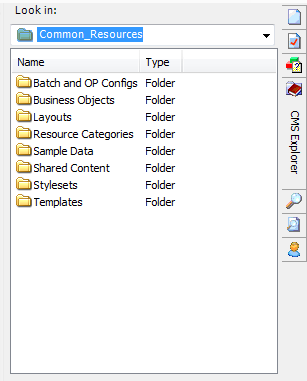 Look in:
Common_Resources
Name Type
Batch and OP Configs Folder
Business Objects Folder
Layouts Folder
Resource Categories Folder
Sample Data Folder
Shared Content Folder
Stylesets Folder
Templates Folder
CMS Explorer